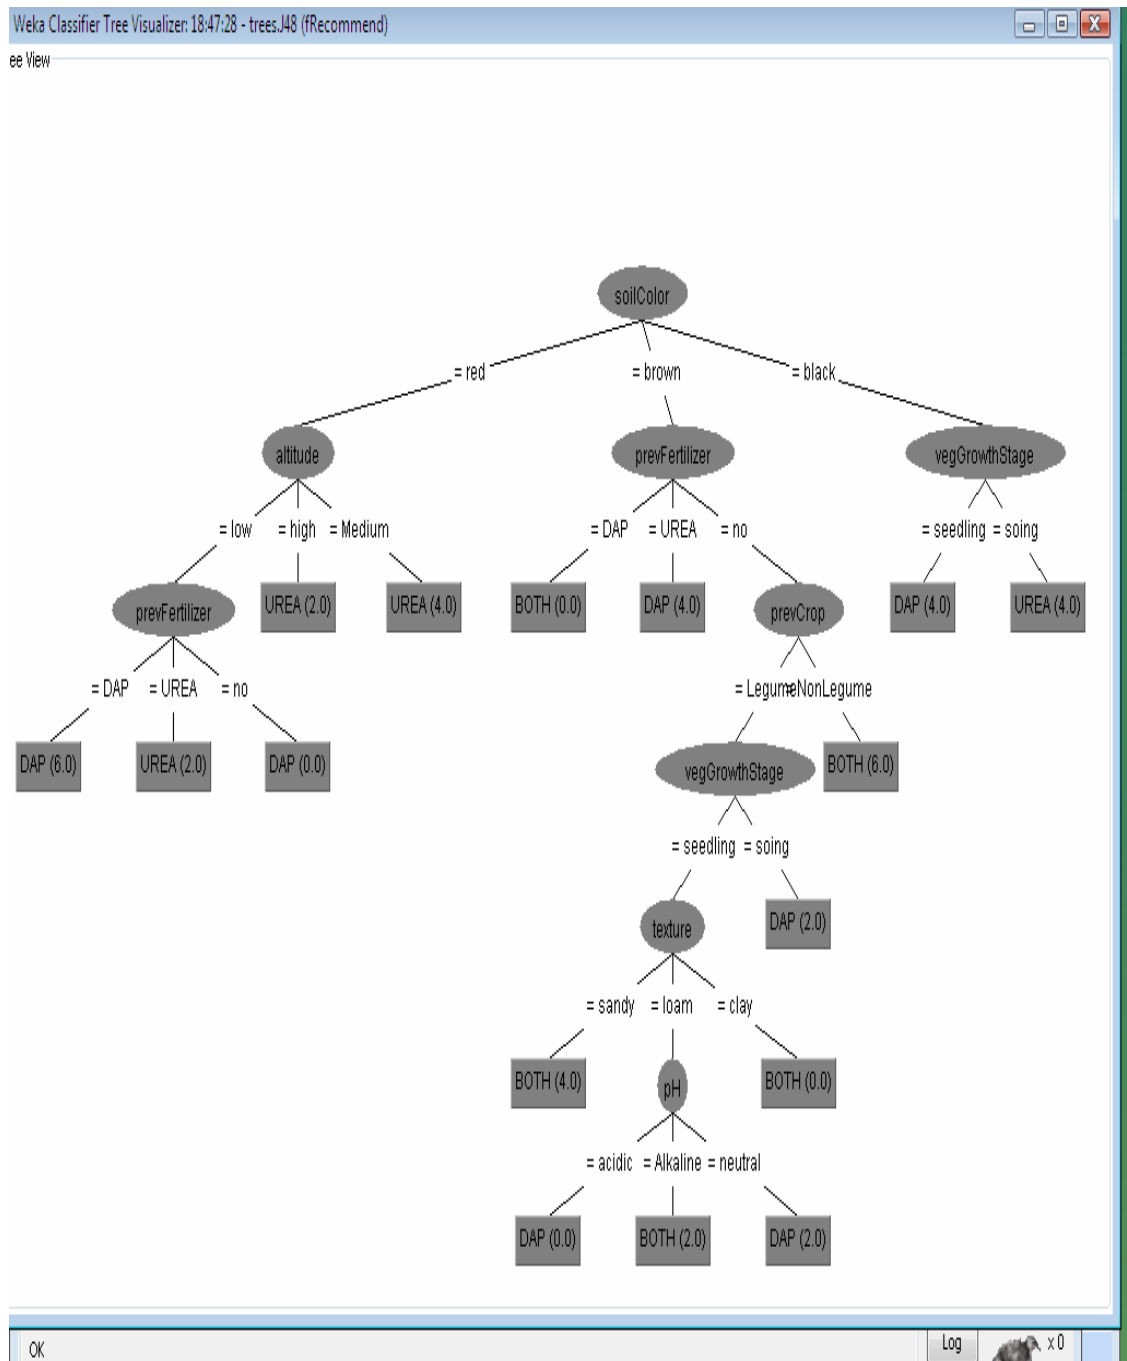 Weka Classifier Tree Visualizer: 18:47:28 - trees.J48 (fRecommend)
ee View
soilColor
= red = brown = black
altitude prevFertilizer vegGrowthStage
= low = high = Medium = DAP = UREA = no = seedling = soing
prevFertilizer UREA (2.0) UREA (4.0) BOTH (0.0) DAP (4.0) prevCrop DAP (4.0) UREA (4.0)
= DAP = UREA = no = Legume =NonLegume
DAP (6.0) UREA (2.0) DAP (0.0) vegGrowthStage BOTH (6.0)
= seedling = soing
texture DAP (2.0)
= sandy = loam = clay
BOTH (4.0) pH BOTH (0.0)
= acidic = Alkaline = neutral
DAP (0.0) BOTH (2.0) DAP (2.0)
OK Log x 0